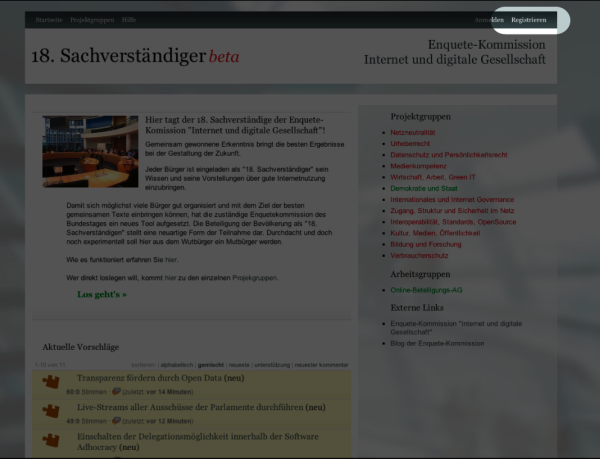 Startseite Projektgruppen Hilfe Anmelden Registrieren
18. Sachverständiger beta
Enquete-Kommission
Internet und digitale Gesellschaft
Hier tagt der 18. Sachverständige der Enquete-
Komission "Internet und digitale Gesellschaft"!
Gemeinsam gewonnene Erkenntnis bringt die besten Ergebnisse
bei der Gestaltung der Zukunft.
Jeder Bürger ist eingeladen als "18. Sachverständiger" sein
Wissen und seine Vorstellungen über gute Internetnutzung
einzubringen.
Damit sich möglichst viele Bürger gut organisiert und mit dem Ziel der besten
gemeinsamen Texte einbringen können, hat die zuständige Enquetekommission des
Bundestages ein neues Tool aufgesetzt. Die Beteiligung der Bevölkerung als "18.
Sachverständigen" stellt eine neuartige Form der Teilnahme dar. Durchdacht und doch
noch experimentell soll hier aus dem Wutbürger ein Mutbürger werden.
Wie es funktioniert erfahren Sie hier.
Wer direkt loslegen will, kommt hier zu den einzelnen Projekgruppen.
Los geht's »
Aktuelle Vorschläge
1-10 von 11 sortieren: | alphabetisch | gemischt | neueste | unterstützung | neuester kommentar
Transparenz fördern durch Open Data (neu)
60:0 Stimmen (zuletzt: vor 14 Minuten)
Live-Streams aller Ausschüsse der Parlamente durchführen (neu)
48:0 Stimmen (zuletzt: vor 12 Minuten)
Einschalten der Delegationsmöglichkeit innerhalb der Software
Adhocracy (neu)
Projektgruppen
Netzneutralität
Urheberrecht
Datenschutz und Persönlichkeitsrecht
Medienkompetenz
Wirtschaft, Arbeit, Green IT
Demokratie und Staat
Internationales und Internet Governance
Zugang, Struktur und Sicherheit im Netz
Interoperabilität, Standards, OpenSource
Kultur, Medien, Öffentlichkeit
Bildung und Forschung
Verbraucherschutz
Arbeitsgruppen
Online-Beteiligungs-AG
Externe Links
Enquete-Kommission "Internet und digitale
Gesellschaft"
Blog der Enquete-Kommission